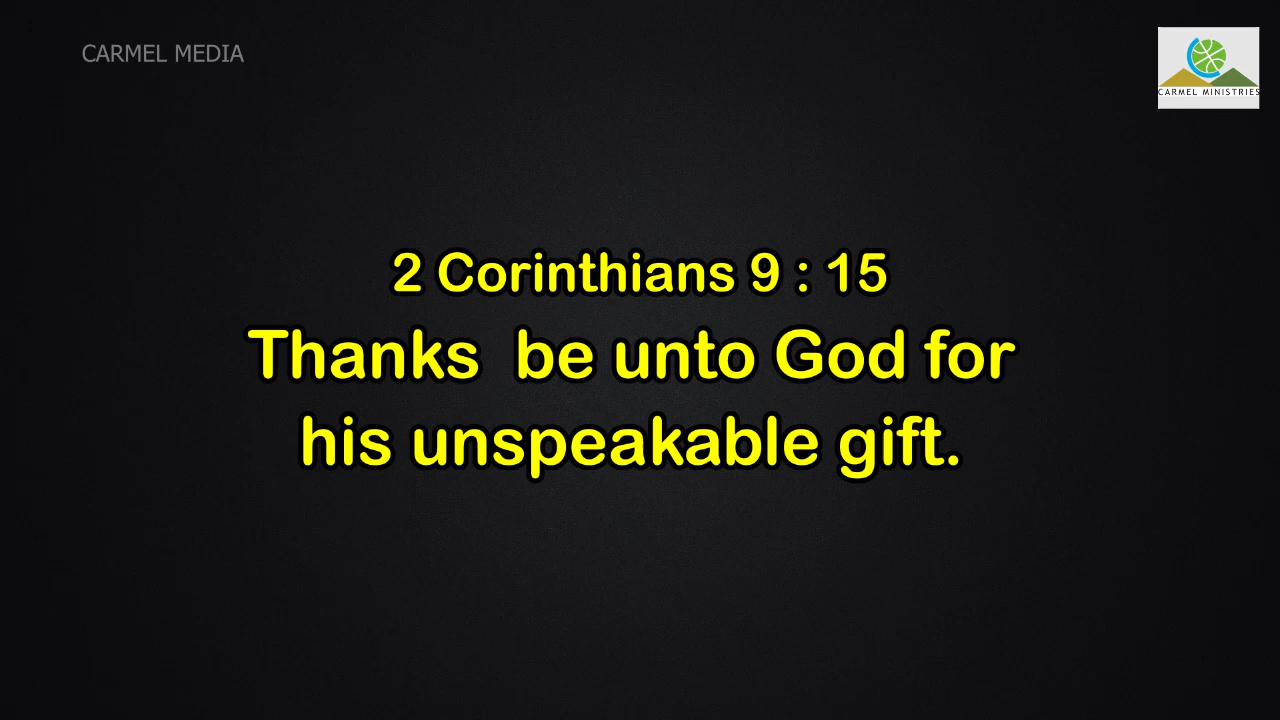 CARMEL MEDIA
CARMEL MINISTRIES
2 Corinthians 9 : 15
Thanks  be unto God for
his unspeakable gift.